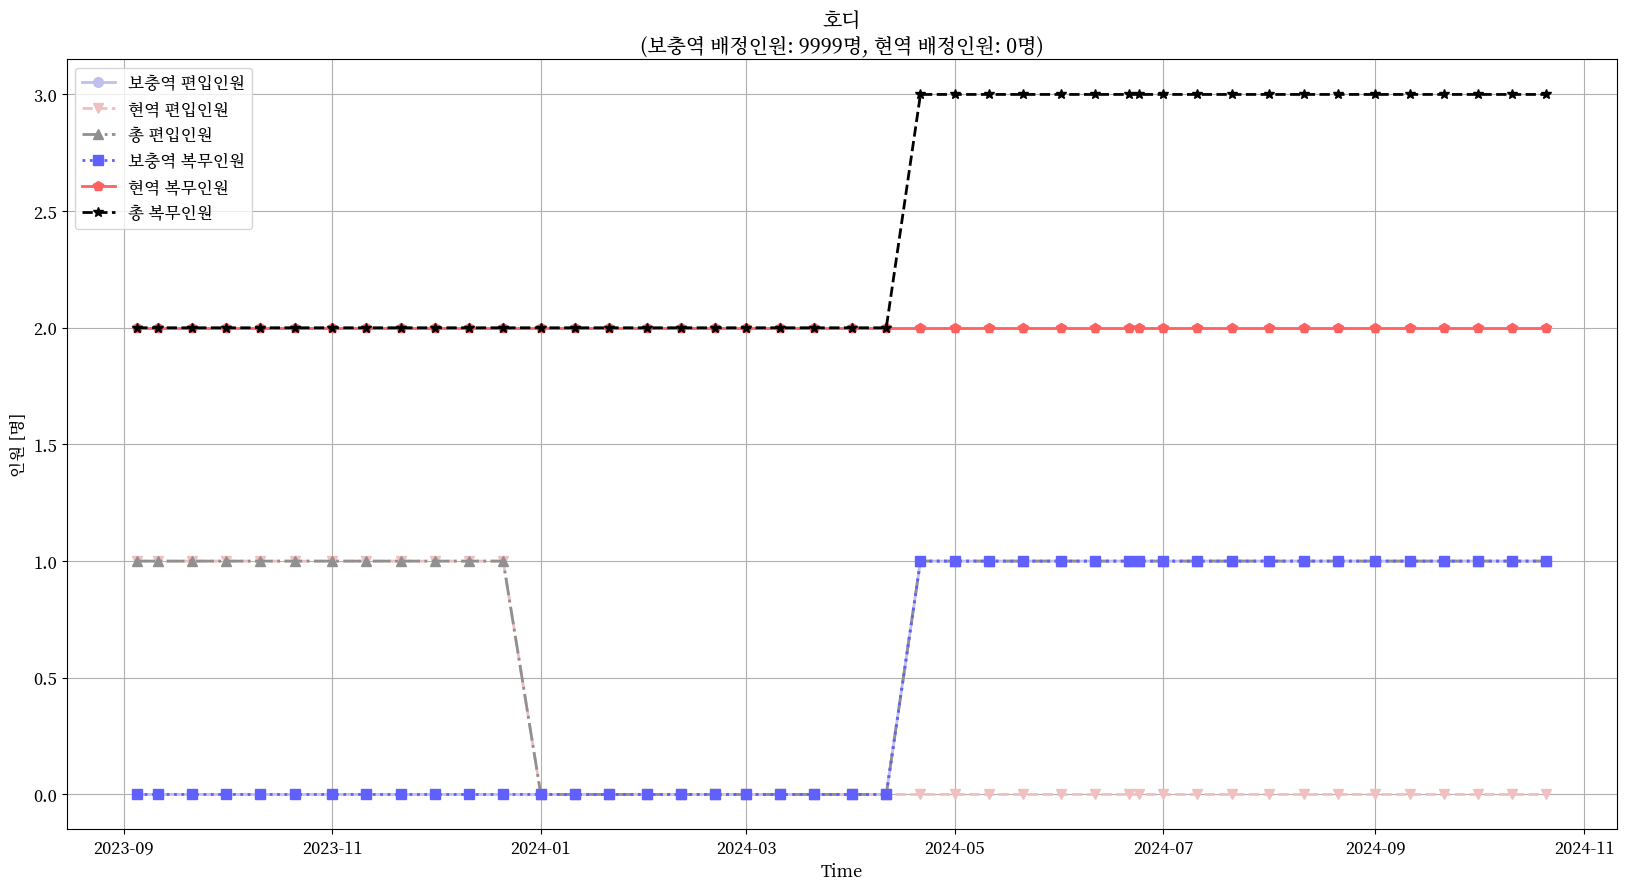 호디
(보충역 배정인원: 9999명, 현역 배정인원: 0명)
보충역 편입인원
현역 편입인원
총 편입인원
보충역 복무인원
현역 복무인원
총 복무인원
3.0
2.5
2.0
1.5
1.0
0.5
0.0
인원 [명]
2023-09
2023-11
2024-01
2024-03
2024-05
2024-07
2024-09
2024-11
Time